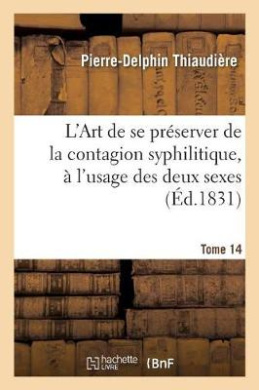 Pierre-Delphin Thiaudière
L'Art de se préserver de
la contagion syphilitique,
à l'usage des deux sexes
(Éd.1831)
Tome 14
hachette
LIVRE
{BnF